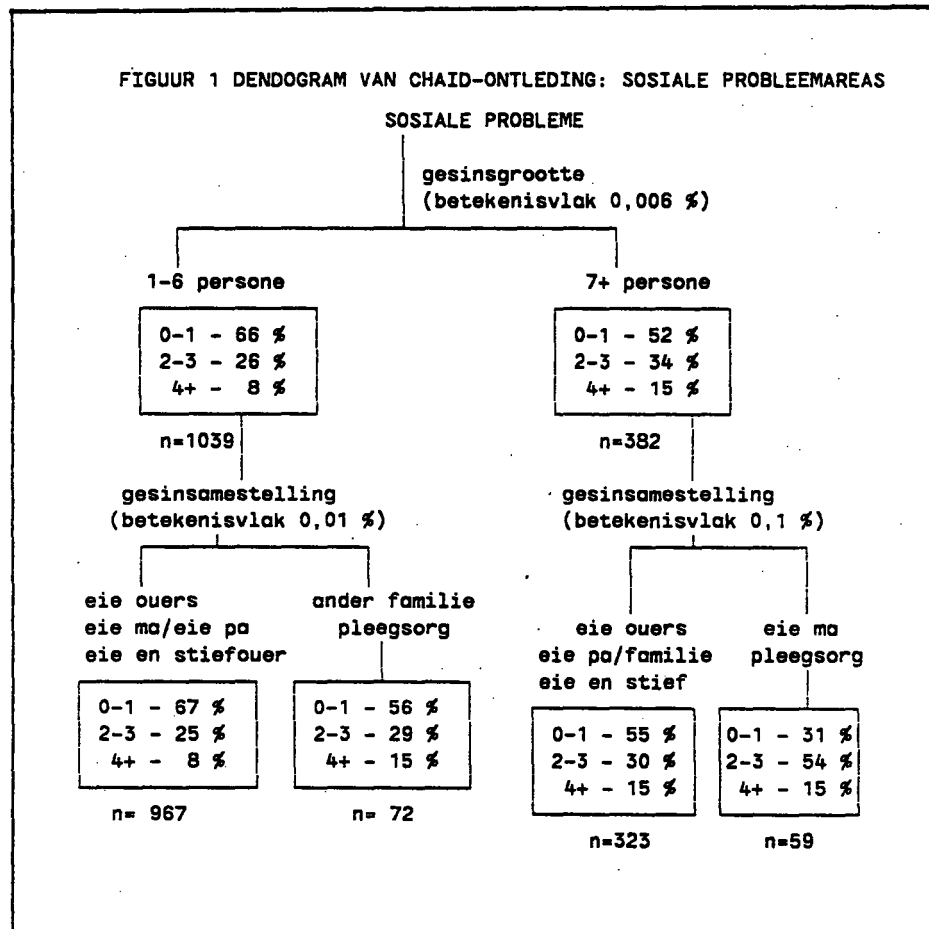 FIGUUR 1 DENDOGRAM VAN CHAID-ONTLEDING: SOSIALE PROBLEEMAREAS
SOSIALE PROBLEME
gesinsgrootte
(betekenisvlak 0,006 %)
1-6 persone
0-1 - 66 %
2-3 - 26 %
4+ - 8 %
n=1039
gesinsamestelling
(betekenisvlak 0,01 %)
eie ouers
eie ma/eie pa
eie en stiefouer
0-1 - 67 %
2-3 - 25 %
4+ - 8 %
n= 967
ander familie
pleegsorg
0-1 - 56 %
2-3 - 29 %
4+ - 15 %
n= 72
7+ persone
0-1 - 52 %
2-3 - 34 %
4+ - 15 %
n=382
gesinsamestelling
(betekenisvlak 0,1 %)
eie ouers
eie pa/familie
eie en stief
0-1 - 55 %
2-3 - 30 %
4+ - 15 %
n=323
eie ma
pleegsorg
0-1 - 31 %
2-3 - 54 %
4+ - 15 %
n=59